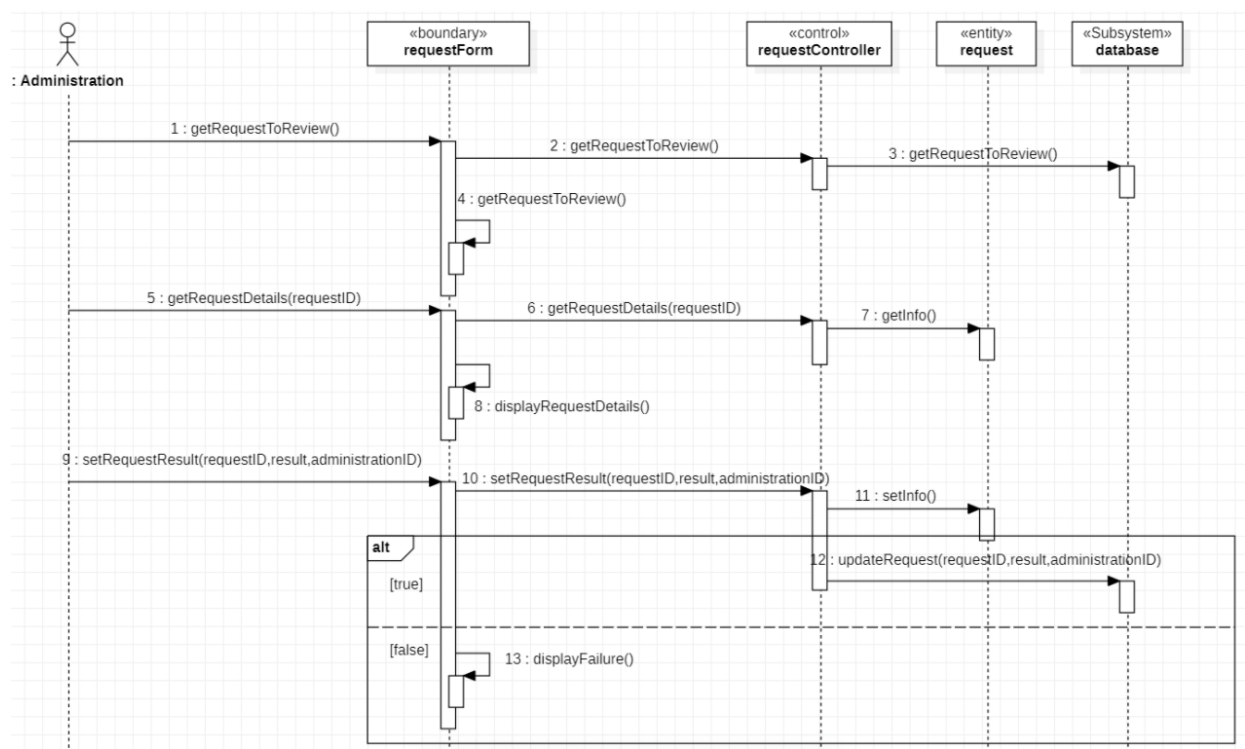 «boundary»
requestForm
«control»
requestController
«entity»
request
«Subsystem»
database
: Administration
1 : getRequestToReview()
2 : getRequestToReview()
3 : getRequestToReview()
4 : getRequestToReview()
5 : getRequestDetails(requestID)
6 : getRequestDetails(requestID)
7 : getInfo()
8 : displayRequestDetails()
9 : setRequestResult(requestID,result,administrationID)
10 : setRequestResult(requestID,result,administrationID)
11 : setInfo()
alt
12 : updateRequest(requestID,result,administrationID)
[true]
[false]
13 : displayFailure()